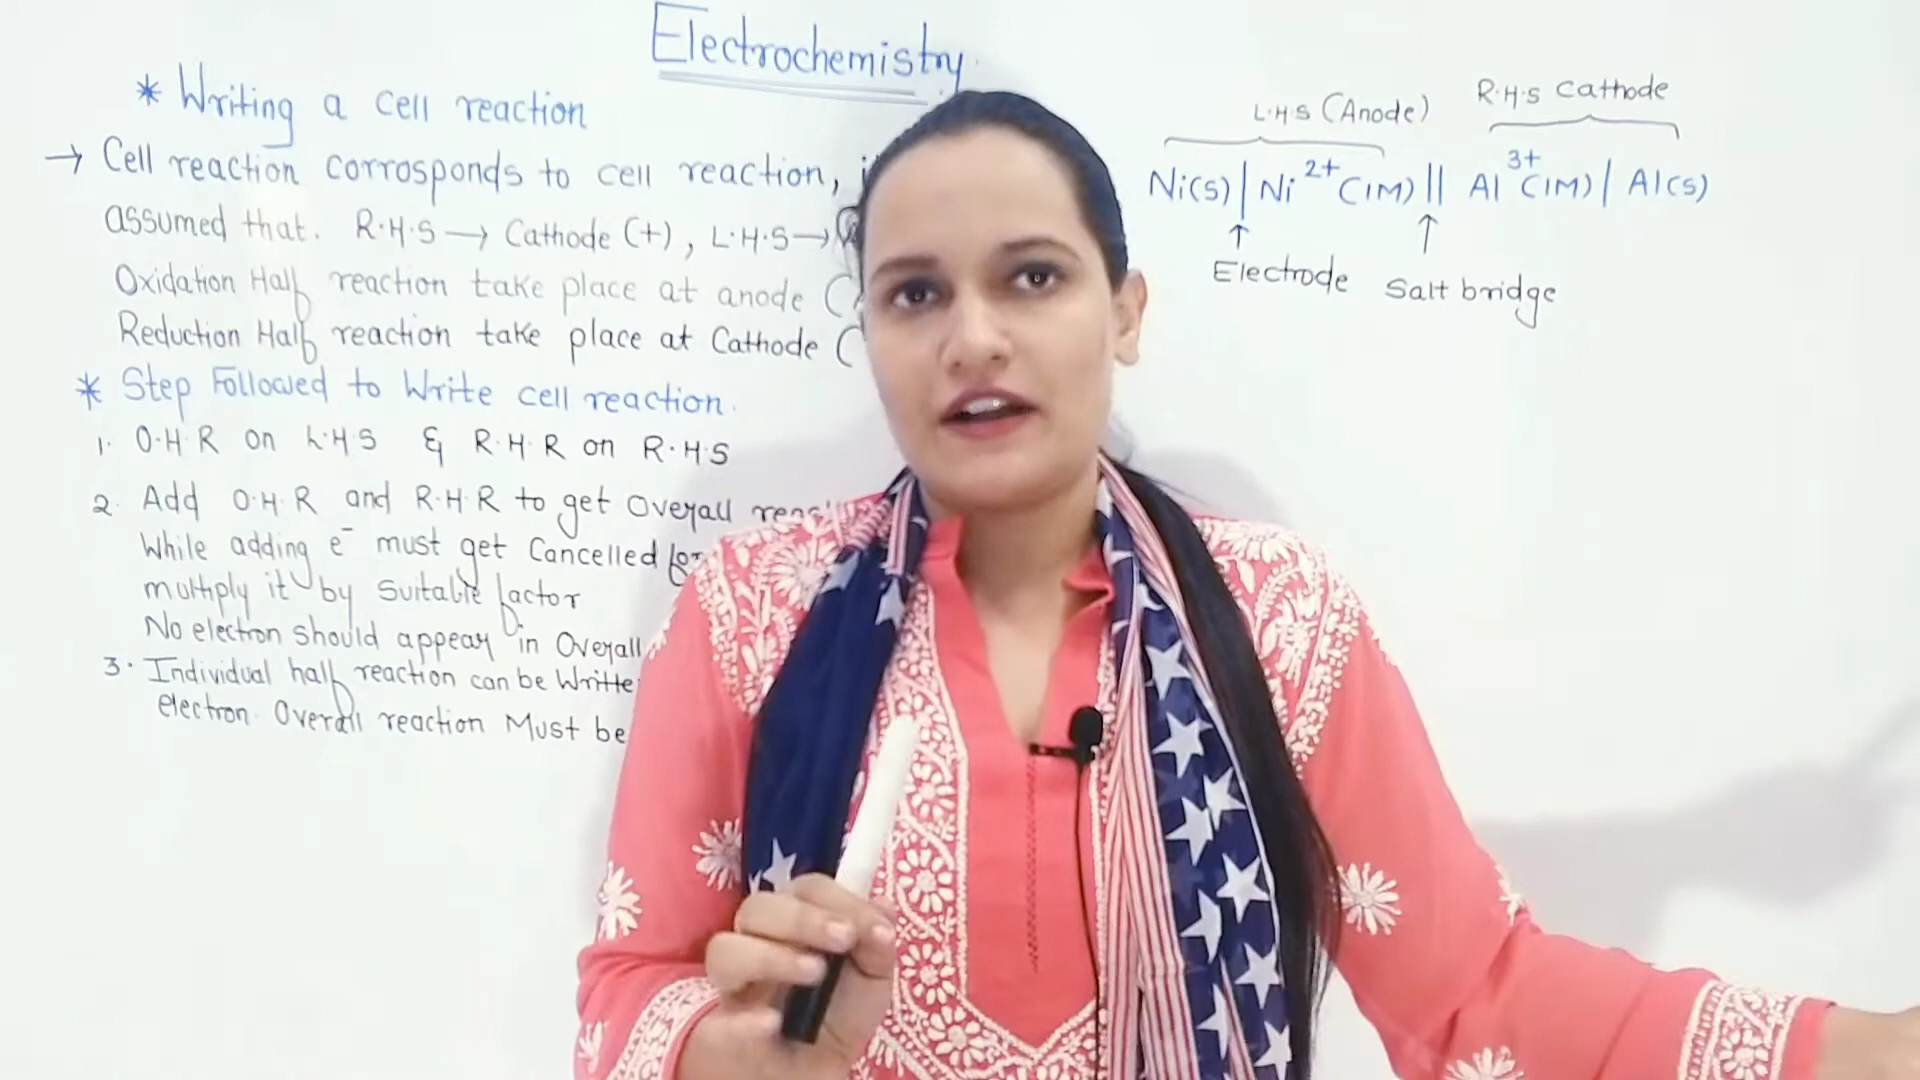 Electrochemistry
* Writing a cell reaction
→ Cell reaction corrosponds to cell reaction,
assumed that. R.H.S → Cathode (+), L.H.S →
Oxidation Half reaction take place at anode (
Reduction Half reaction take place at Cathode (
* Step Followed to Write cell reaction.
1. O.H.R on L.H.S & R.H.R on R.H.S
2. Add O.H.R and R.H.R to get Overall
While adding e⁻ must get Cancelled for
multiply it by Suitable factor
No electron should appear in Overall
3. Individual half reaction can be Writte
electron. Overall reaction Must be
L.H.S (Anode) R.H.S Cathode
Ni(s) | Ni²⁺(1M) || Al³⁺(1M) | Al(s)
↑ ↑
Electrode Salt bridge